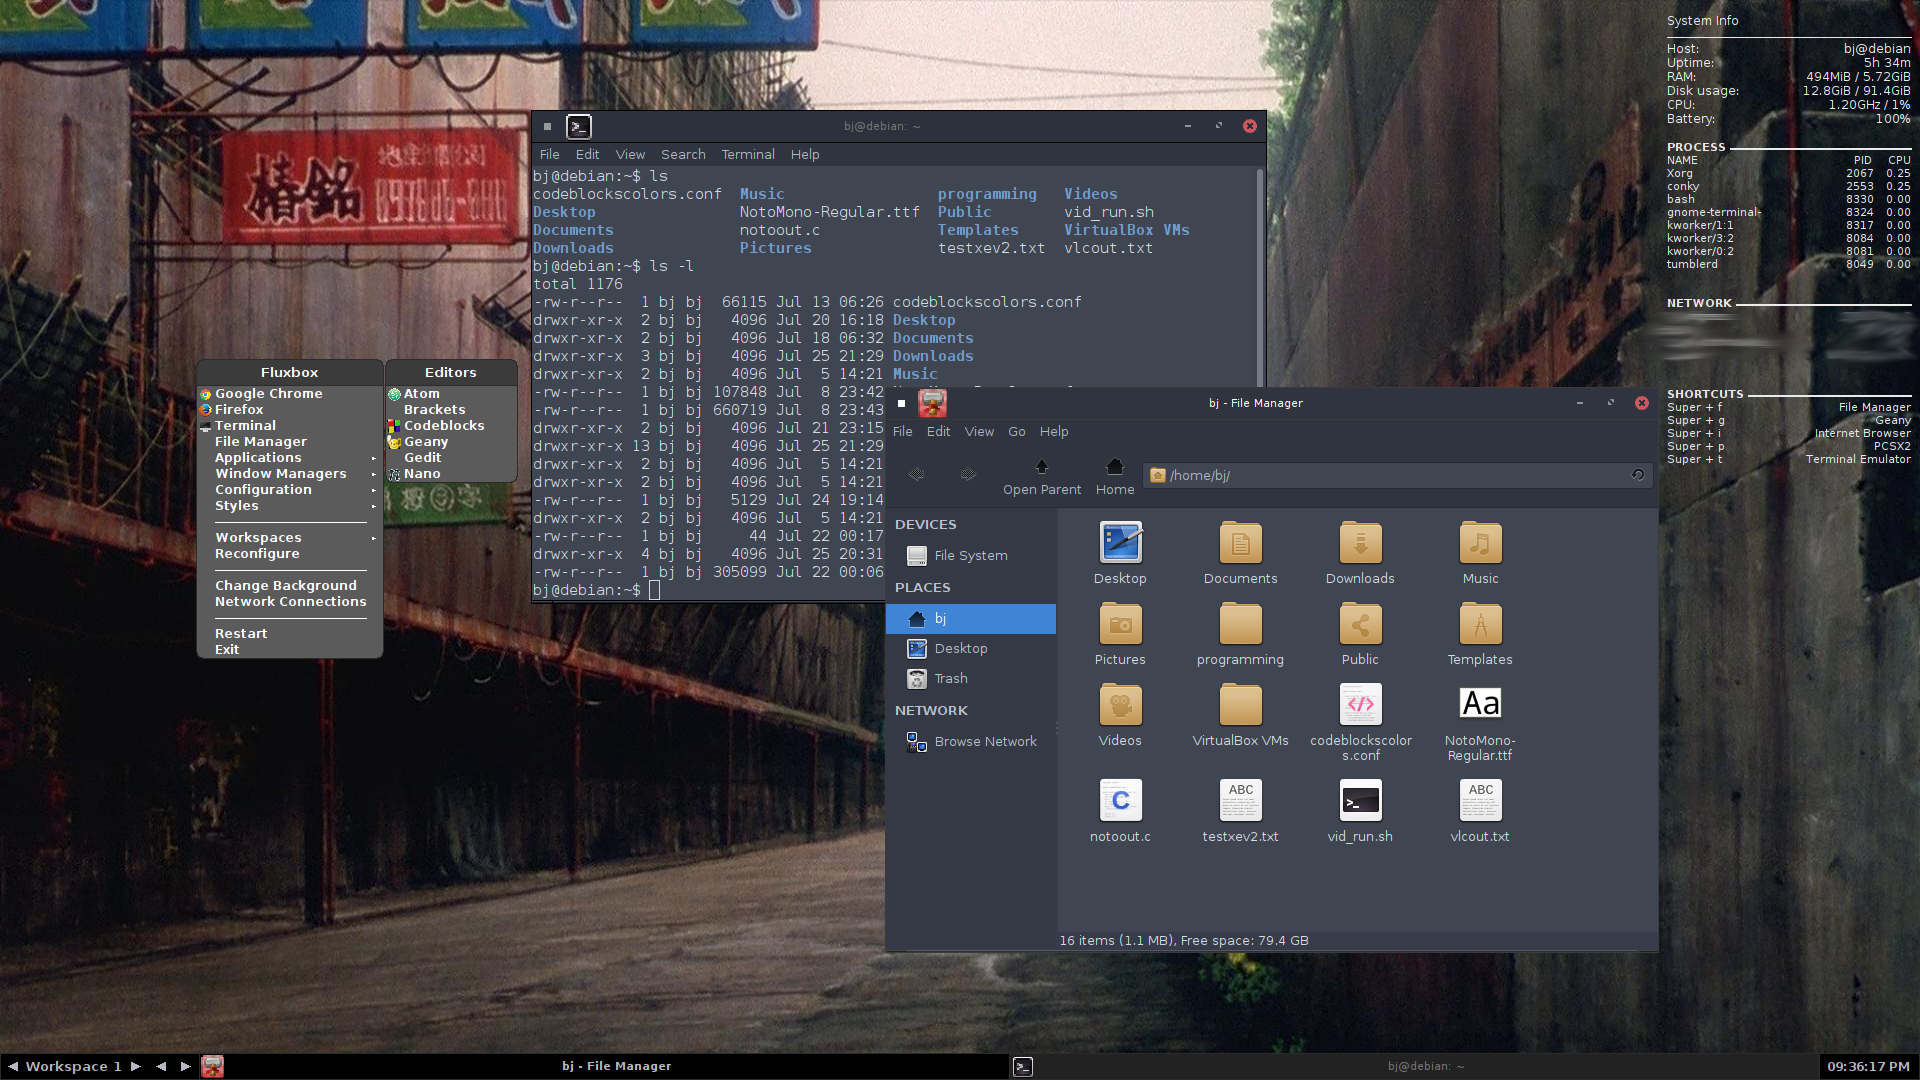 椿銘
bj@debian: ~
File Edit View Search Terminal Help
bj@debian:~$ ls
codeblockscolors.conf Music programming Videos
Desktop NotoMono-Regular.ttf Public vid_run.sh
Documents notoout.c Templates VirtualBox VMs
Downloads Pictures testxev2.txt vlcout.txt
bj@debian:~$ ls -l
total 1176
-rw-r--r-- 1 bj bj 66115 Jul 13 06:26 codeblockscolors.conf
drwxr-xr-x 2 bj bj 4096 Jul 20 16:18 Desktop
drwxr-xr-x 2 bj bj 4096 Jul 18 06:32 Documents
drwxr-xr-x 3 bj bj 4096 Jul 25 21:29 Downloads
drwxr-xr-x 2 bj bj 4096 Jul 5 14:21 Music
-rw-r--r-- 1 bj bj 107848 Jul 8 23:42
-rw-r--r-- 1 bj bj 660719 Jul 8 23:43
drwxr-xr-x 2 bj bj 4096 Jul 21 23:15
drwxr-xr-x 13 bj bj 4096 Jul 25 21:29
drwxr-xr-x 2 bj bj 4096 Jul 5 14:21
drwxr-xr-x 2 bj bj 4096 Jul 5 14:21
-rw-r--r-- 1 bj bj 5129 Jul 24 19:14
drwxr-xr-x 2 bj bj 4096 Jul 5 14:21
-rw-r--r-- 1 bj bj 44 Jul 22 00:17
drwxr-xr-x 4 bj bj 4096 Jul 25 20:31
-rw-r--r-- 1 bj bj 305099 Jul 22 00:06
bj@debian:~$
Fluxbox
Google Chrome
Firefox
Terminal
File Manager
Applications
Window Managers
Configuration
Styles
Workspaces
Reconfigure
Change Background
Network Connections
Restart
Exit
Editors
Atom
Brackets
Codeblocks
Geany
Gedit
Nano
bj - File Manager
File Edit View Go Help
Open Parent Home /home/bj/
DEVICES
File System
PLACES
bj
Desktop
Trash
NETWORK
Browse Network
Desktop Documents Downloads Music
Pictures programming Public Templates
Videos VirtualBox VMs codeblockscolor NotoMono-
s.conf Regular.ttf
notoout.c testxev2.txt vid_run.sh vlcout.txt
16 items (1.1 MB), Free space: 79.4 GB
System Info
Host: bj@debian
Uptime: 5h 34m
RAM: 494MiB / 5.72GiB
Disk usage: 12.8GiB / 91.4GiB
CPU: 1.20GHz / 1%
Battery: 100%
PROCESS
NAME PID CPU
Xorg 2067 0.25
conky 2553 0.25
bash 8330 0.00
gnome-terminal- 8324 0.00
kworker/1:1 8317 0.00
kworker/3:2 8084 0.00
kworker/0:2 8081 0.00
tumblerd 8049 0.00
NETWORK
SHORTCUTS
Super + f File Manager
Super + g Geany
Super + i Internet Browser
Super + p PCSX2
Super + t Terminal Emulator
Workspace 1 bj - File Manager bj@debian: ~ 09:36:17 PM